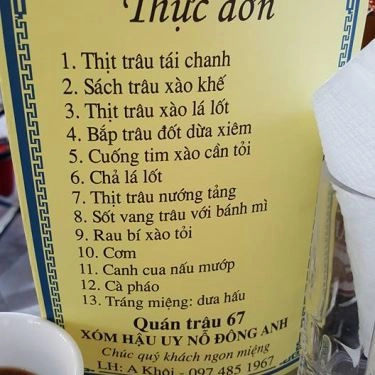 Thực đơn
1. Thịt trâu tái chanh
2. Sách trâu xào khế
3. Thịt trâu xào lá lốt
4. Bắp trâu đốt dừa xiêm
5. Cuống tim xào cần tỏi
6. Chả lá lốt
7. Thịt trâu nướng tảng
8. Sốt vang trâu với bánh mì
9. Rau bí xào tỏi
10. Cơm
11. Canh cua nấu mướp
12. Cà pháo
13. Tráng miệng: dưa hấu
Quán trâu 67
XÓM HẬU UY NỖ ĐÔNG ANH
Chúc quý khách ngon miệng
LH: A Khôi - 097 485 1967